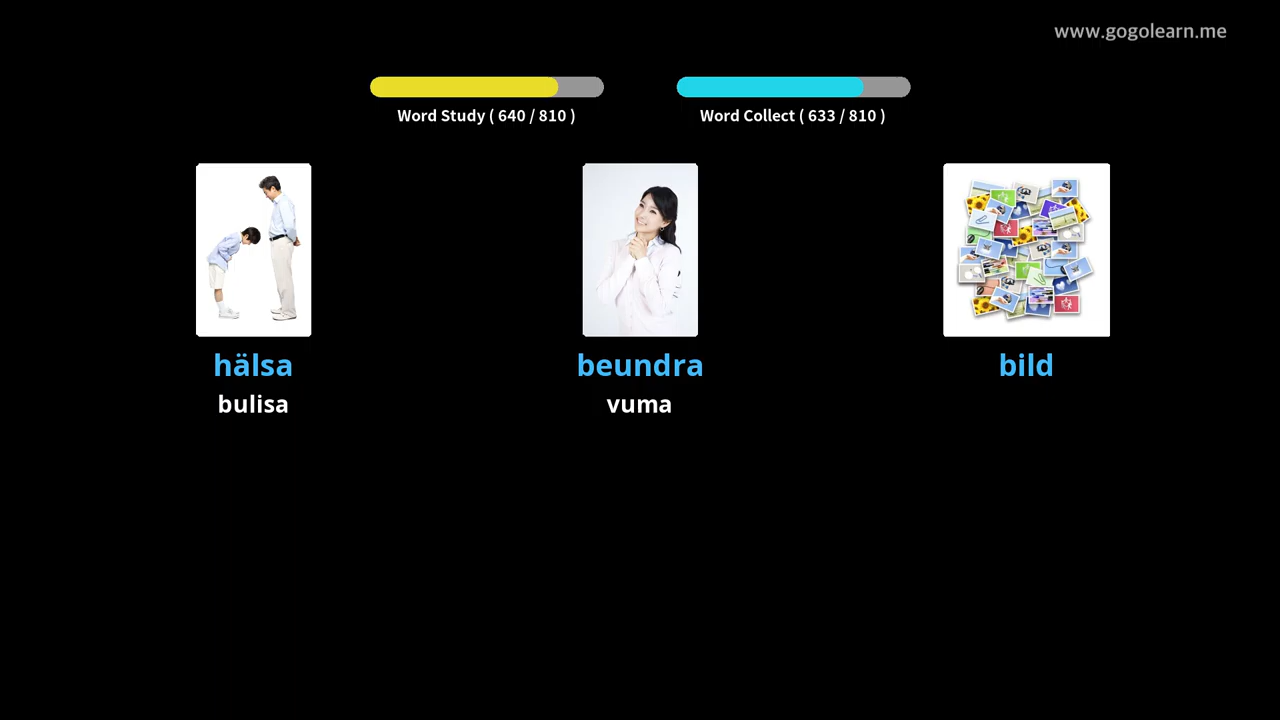 www.gogolearn.me
Word Study ( 640 / 810 )
Word Collect ( 633 / 810 )
hälsa
bulisa
beundra
vuma
bild